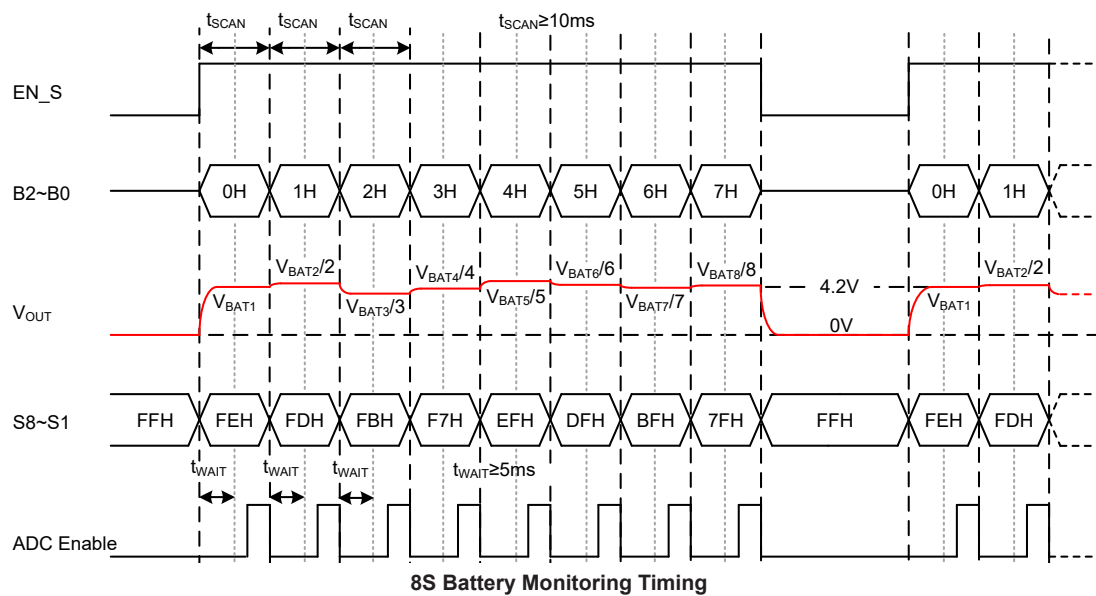 tSCAN tSCAN tSCAN tSCAN≥10ms
EN_S
B2~B0 0H 1H 2H 3H 4H 5H 6H 7H 0H 1H
VBAT2/2 VBAT4/4 VBAT6/6 VBAT8/8 4.2V VBAT2/2
VBAT1 VBAT3/3 VBAT5/5 VBAT7/7 VBAT1
VOUT 0V
S8~S1 FFH FEH FDH FBH F7H EFH DFH BFH 7FH FFH FEH FDH
tWAIT tWAIT tWAIT tWAIT≥5ms
ADC Enable
8S Battery Monitoring Timing